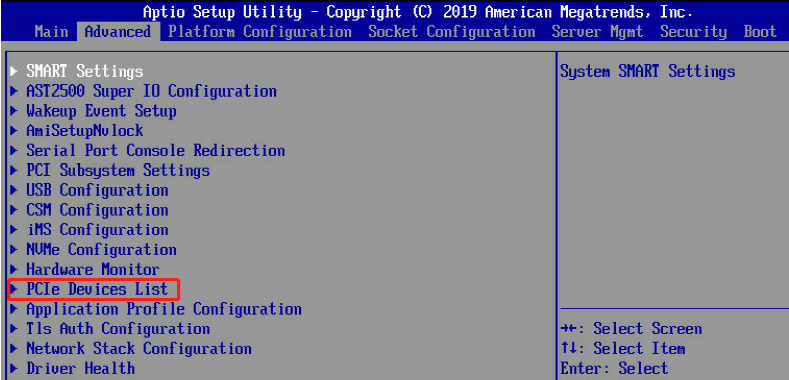 Aptio Setup Utility - Copyright (C) 2019 American Megatrends, Inc.
Main Advanced Platform Configuration Socket Configuration Server Mgmt Security Boot
SMART Settings
System SMART Settings
AST2500 Super IO Configuration
Wakeup Event Setup
AmiSetupNvlock
Serial Port Console Redirection
PCI Subsystem Settings
USB Configuration
CSM Configuration
iMS Configuration
NVMe Configuration
Hardware Monitor
PCIe Devices List
Application Profile Configuration
Tls Auth Configuration
→←: Select Screen
Network Stack Configuration
↑↓: Select Item
Driver Health
Enter: Select